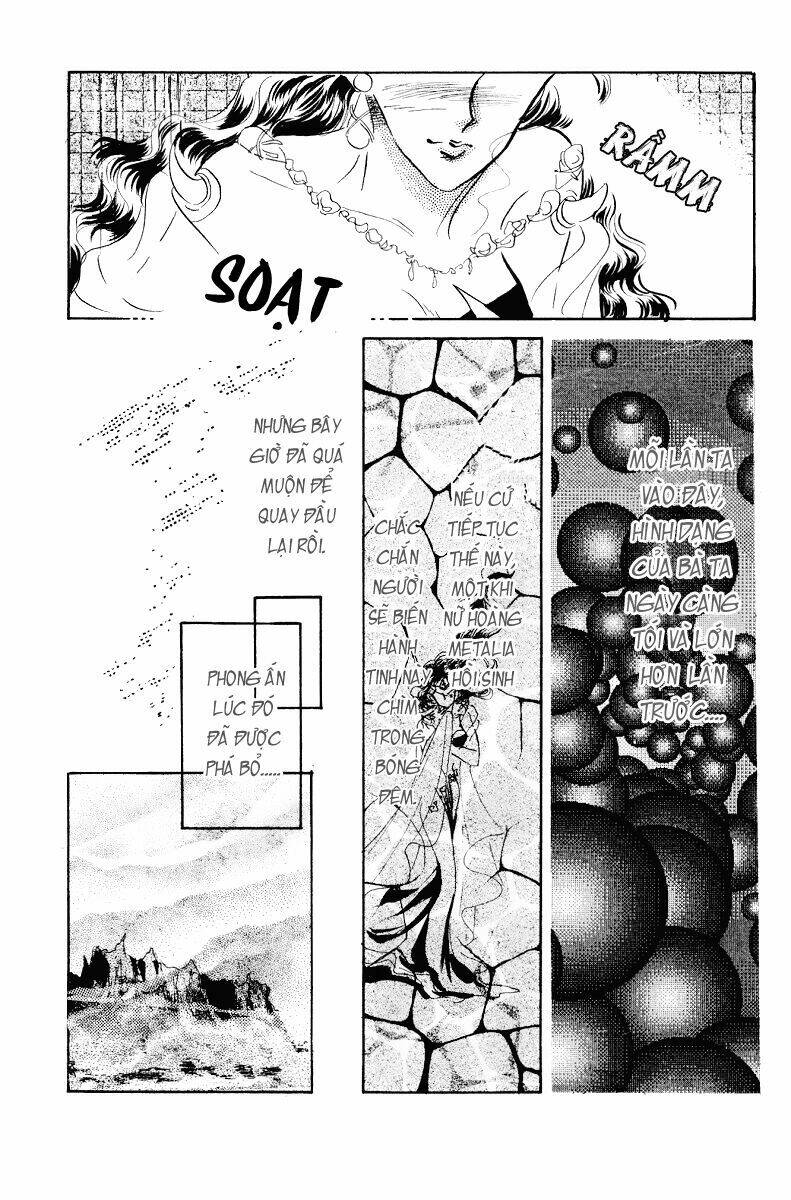 RẦMM
SOẠT
MỖI LẦN TA
VÀO ĐÂY,
HÌNH DẠNG
CỦA BÀ TA
NGÀY CÀNG
TỐI VÀ LỚN
HƠN LẦN
TRƯỚC....
NẾU CỨ
TIẾP TỤC
THẾ NÀY,
MỘT KHI
NỮ HOÀNG
METALIA
HỒI SINH
CHẮC
CHẮN
NGƯỜI
SẼ BIẾN
HÀNH
TINH NÀY
CHÌM
TRONG
BÓNG
ĐÊM.
NHƯNG BÂY
GIỜ ĐÃ QUÁ
MUỘN ĐỂ
QUAY ĐẦU
LẠI RỒI.
PHONG ẤN
LÚC ĐÓ
ĐÃ ĐƯỢC
PHÁ BỎ.....